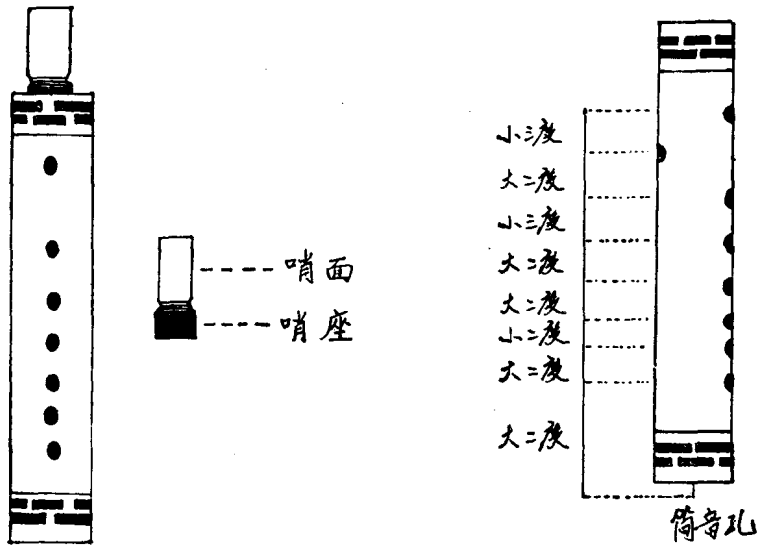 哨面
哨座
小三度
大二度
小三度
大二度
大二度
小二度
大二度
大二度
筒音孔